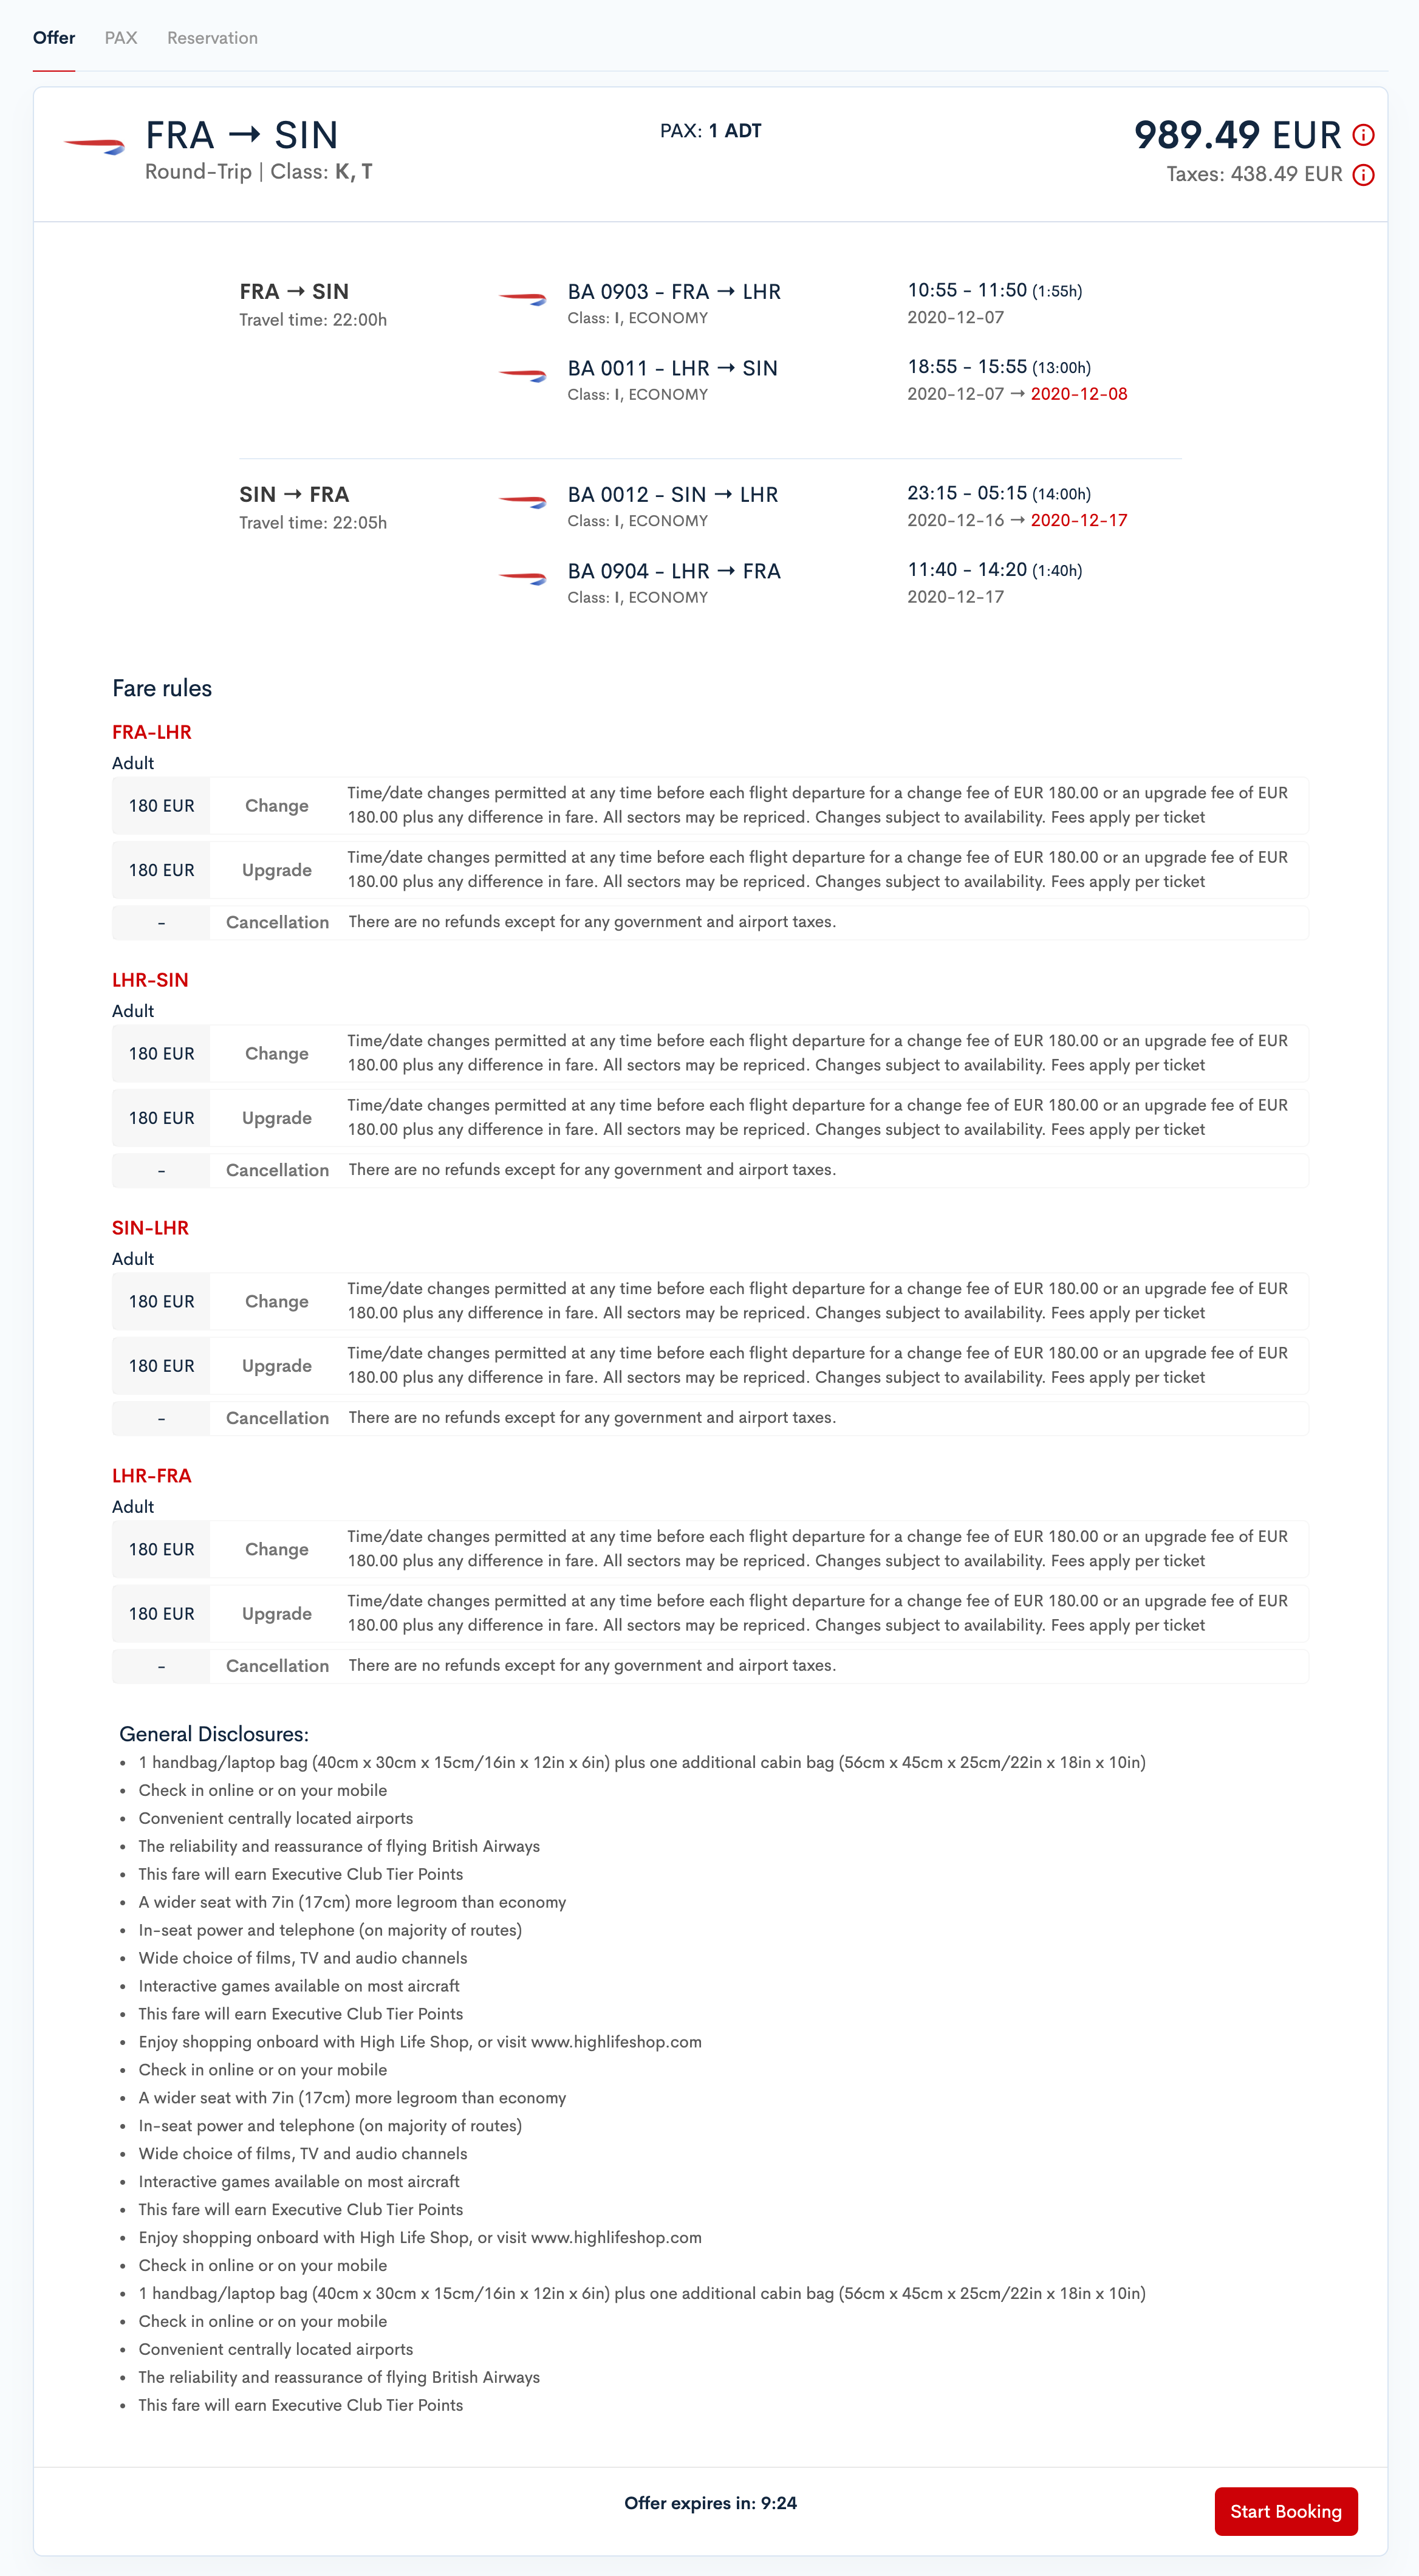 Offer PAX Reservation
FRA → SIN
Round-Trip | Class: K, T
PAX: 1 ADT
989.49 EUR
Taxes: 438.49 EUR
FRA → SIN
Travel time: 22:00h
BA 0903 - FRA → LHR
Class: I, ECONOMY
10:55 - 11:50 (1:55h)
2020-12-07
BA 0011 - LHR → SIN
Class: I, ECONOMY
18:55 - 15:55 (13:00h)
2020-12-07 → 2020-12-08
SIN → FRA
Travel time: 22:05h
BA 0012 - SIN → LHR
Class: I, ECONOMY
23:15 - 05:15 (14:00h)
2020-12-16 → 2020-12-17
BA 0904 - LHR → FRA
Class: I, ECONOMY
11:40 - 14:20 (1:40h)
2020-12-17
Fare rules
FRA-LHR
Adult
180 EUR
Change
Time/date changes permitted at any time before each flight departure for a change fee of EUR 180.00 or an upgrade fee of EUR
180.00 plus any difference in fare. All sectors may be repriced. Changes subject to availability. Fees apply per ticket
180 EUR
Upgrade
Time/date changes permitted at any time before each flight departure for a change fee of EUR 180.00 or an upgrade fee of EUR
180.00 plus any difference in fare. All sectors may be repriced. Changes subject to availability. Fees apply per ticket
-
Cancellation
There are no refunds except for any government and airport taxes.
LHR-SIN
Adult
180 EUR
Change
Time/date changes permitted at any time before each flight departure for a change fee of EUR 180.00 or an upgrade fee of EUR
180.00 plus any difference in fare. All sectors may be repriced. Changes subject to availability. Fees apply per ticket
180 EUR
Upgrade
Time/date changes permitted at any time before each flight departure for a change fee of EUR 180.00 or an upgrade fee of EUR
180.00 plus any difference in fare. All sectors may be repriced. Changes subject to availability. Fees apply per ticket
-
Cancellation
There are no refunds except for any government and airport taxes.
SIN-LHR
Adult
180 EUR
Change
Time/date changes permitted at any time before each flight departure for a change fee of EUR 180.00 or an upgrade fee of EUR
180.00 plus any difference in fare. All sectors may be repriced. Changes subject to availability. Fees apply per ticket
180 EUR
Upgrade
Time/date changes permitted at any time before each flight departure for a change fee of EUR 180.00 or an upgrade fee of EUR
180.00 plus any difference in fare. All sectors may be repriced. Changes subject to availability. Fees apply per ticket
-
Cancellation
There are no refunds except for any government and airport taxes.
LHR-FRA
Adult
180 EUR
Change
Time/date changes permitted at any time before each flight departure for a change fee of EUR 180.00 or an upgrade fee of EUR
180.00 plus any difference in fare. All sectors may be repriced. Changes subject to availability. Fees apply per ticket
180 EUR
Upgrade
Time/date changes permitted at any time before each flight departure for a change fee of EUR 180.00 or an upgrade fee of EUR
180.00 plus any difference in fare. All sectors may be repriced. Changes subject to availability. Fees apply per ticket
-
Cancellation
There are no refunds except for any government and airport taxes.
General Disclosures:
• 1 handbag/laptop bag (40cm x 30cm x 15cm/16in x 12in x 6in) plus one additional cabin bag (56cm x 45cm x 25cm/22in x 18in x 10in)
• Check in online or on your mobile
• Convenient centrally located airports
• The reliability and reassurance of flying British Airways
• This fare will earn Executive Club Tier Points
• A wider seat with 7in (17cm) more legroom than economy
• In-seat power and telephone (on majority of routes)
• Wide choice of films, TV and audio channels
• Interactive games available on most aircraft
• This fare will earn Executive Club Tier Points
• Enjoy shopping onboard with High Life Shop, or visit www.highlifeshop.com
• Check in online or on your mobile
• A wider seat with 7in (17cm) more legroom than economy
• In-seat power and telephone (on majority of routes)
• Wide choice of films, TV and audio channels
• Interactive games available on most aircraft
• This fare will earn Executive Club Tier Points
• Enjoy shopping onboard with High Life Shop, or visit www.highlifeshop.com
• Check in online or on your mobile
• 1 handbag/laptop bag (40cm x 30cm x 15cm/16in x 12in x 6in) plus one additional cabin bag (56cm x 45cm x 25cm/22in x 18in x 10in)
• Check in online or on your mobile
• Convenient centrally located airports
• The reliability and reassurance of flying British Airways
• This fare will earn Executive Club Tier Points
Offer expires in: 9:24
Start Booking